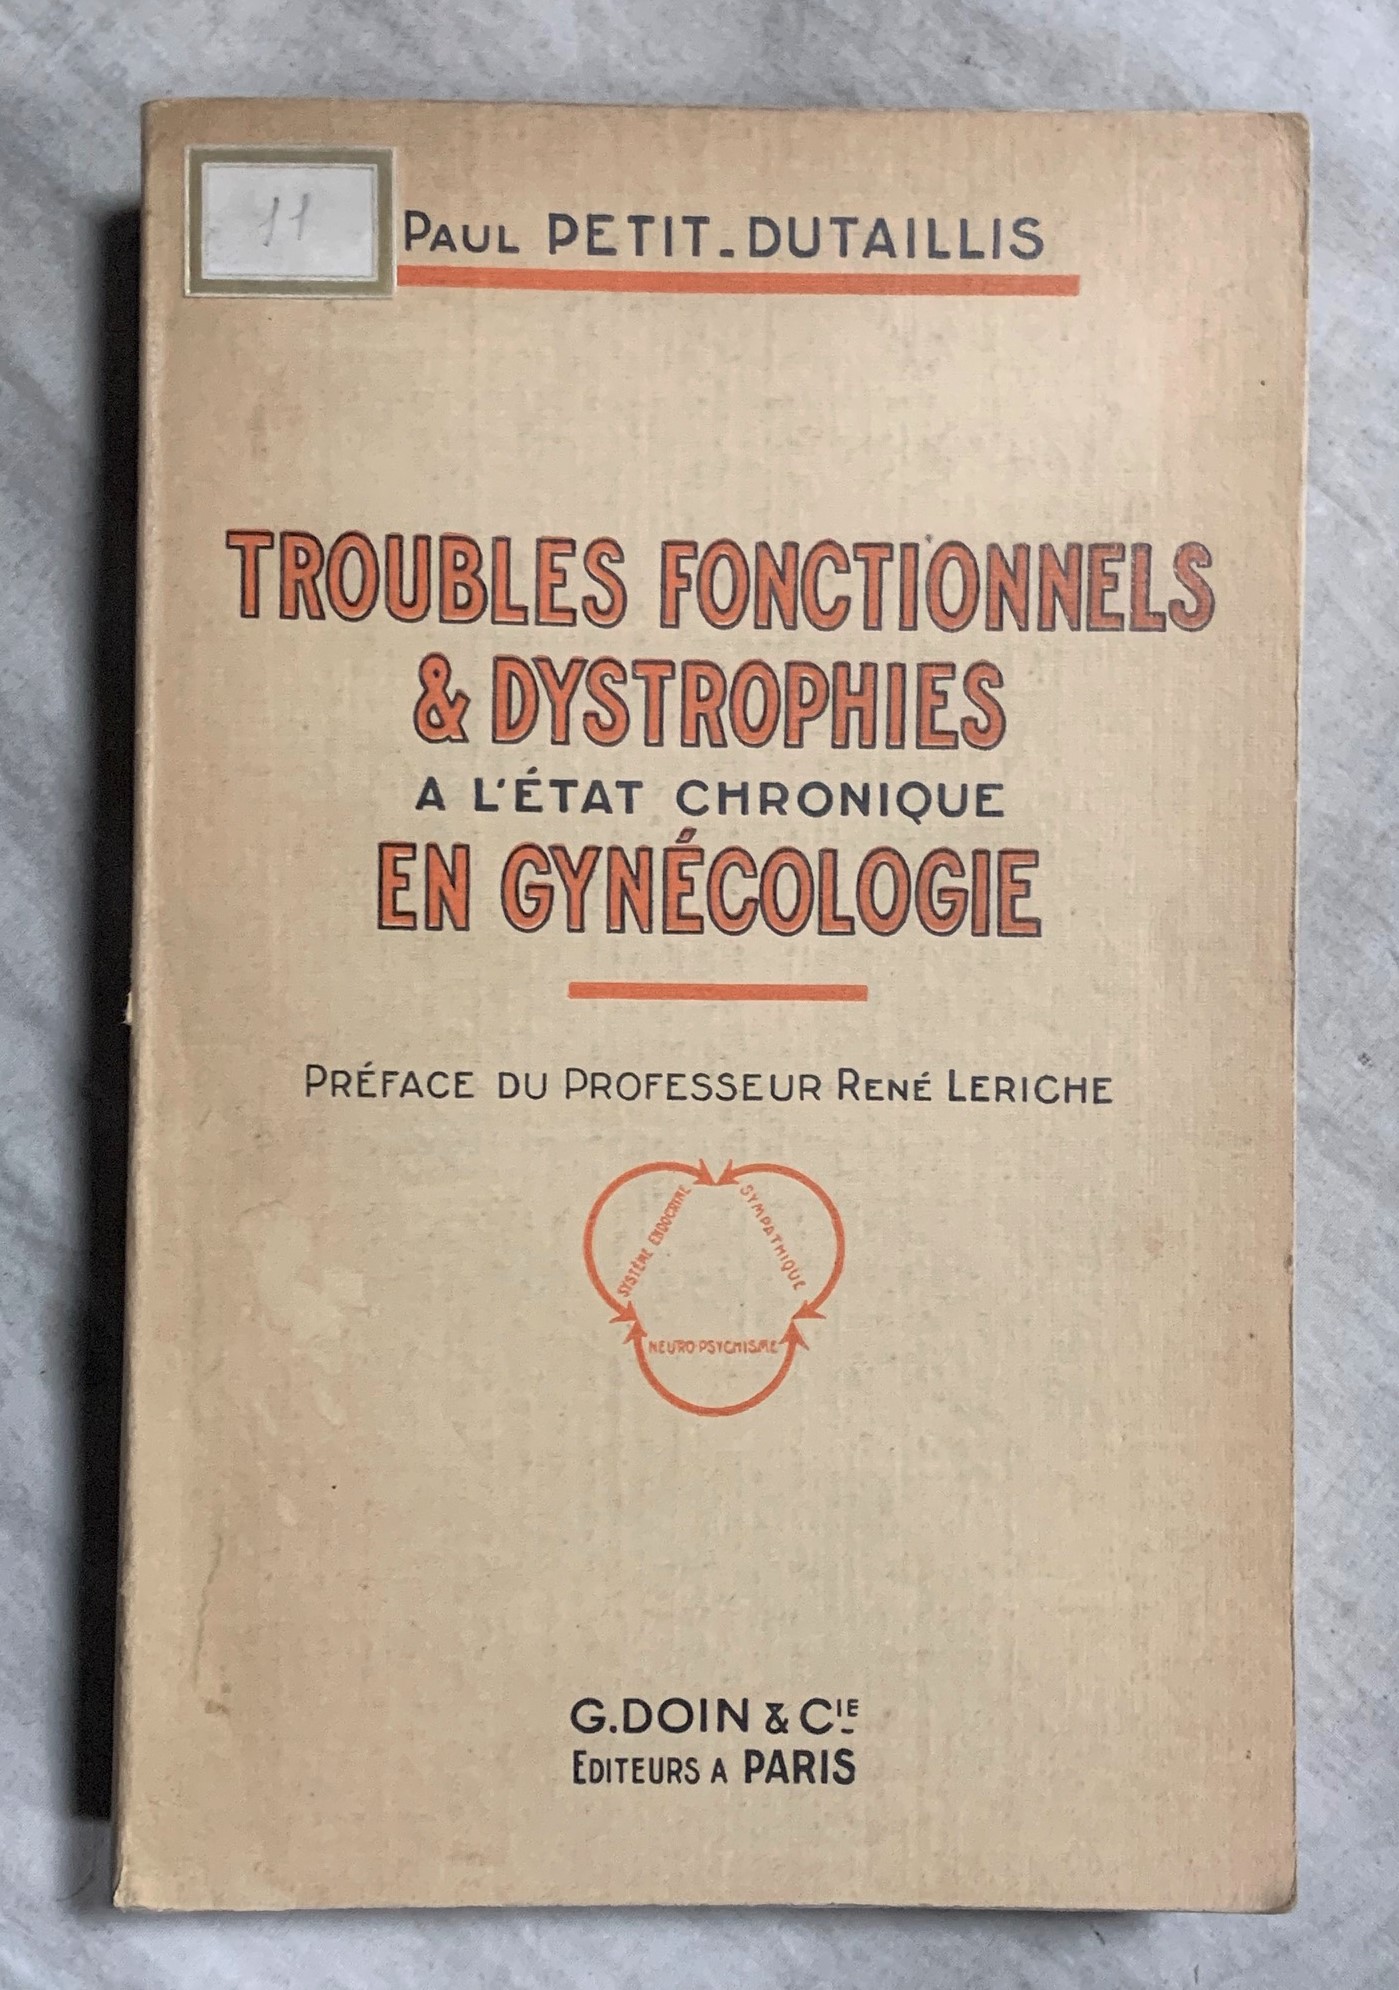 11
PAUL PETIT-DUTAILLIS
TROUBLES FONCTIONNELS
& DYSTROPHIES
A L'ÉTAT CHRONIQUE
EN GYNÉCOLOGIE
PRÉFACE DU PROFESSEUR RENÉ LERICHE
SYSTÈME ENDOCRINE
SYMPATHIQUE
NEURO-PSYCHISME
G.DOIN & CIE
EDITEURS A PARIS